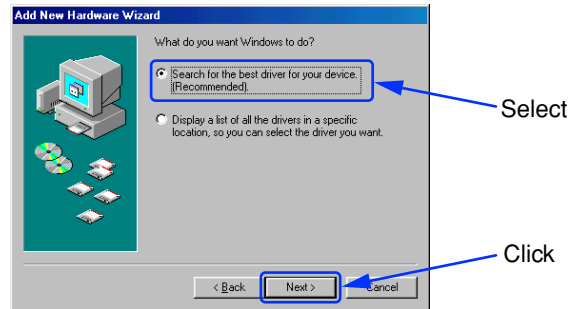 Add New Hardware Wizard
What do you want Windows to do?
Search for the best driver for your device.
(Recommended).
Select
Display a list of all the drivers in a specific
location, so you can select the driver you want.
Click
< Back
Next >
Cancel